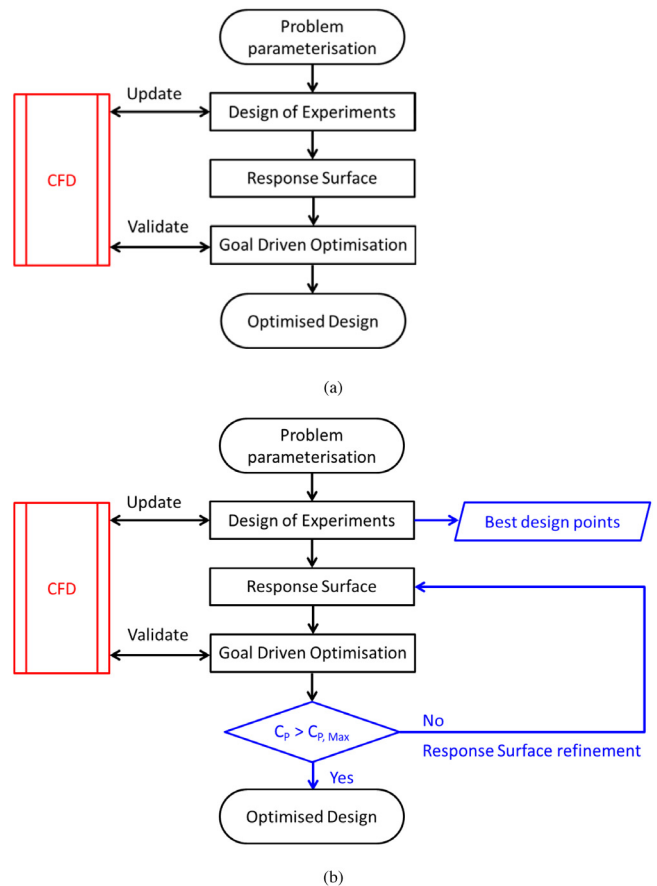 Problem
parameterisation
Update
Design of Experiments
CFD
Response Surface
Validate
Goal Driven Optimisation
Optimised Design
(a)
Problem
parameterisation
Update
Design of Experiments
Best design points
CFD
Response Surface
Validate
Goal Driven Optimisation
C_P > C_P, Max
No
Response Surface refinement
Yes
Optimised Design
(b)